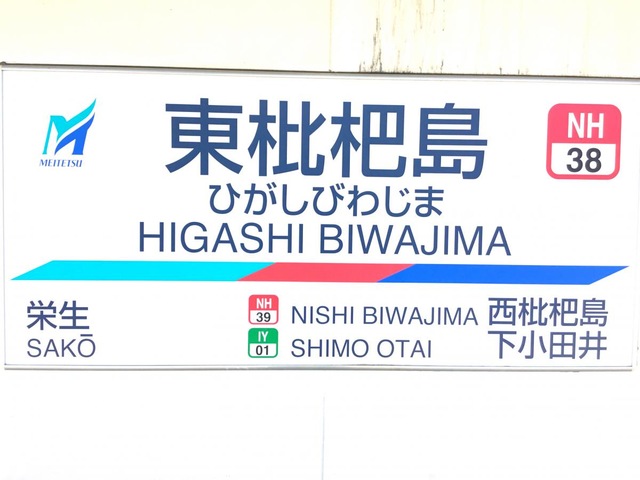 MEITETSU
東枇杷島
NH
38
ひがしびわじま
HIGASHI BIWAJIMA
栄生
SAKŌ
NH
39
NISHI BIWAJIMA 西枇杷島
IY
01
SHIMO OTAI 下小田井